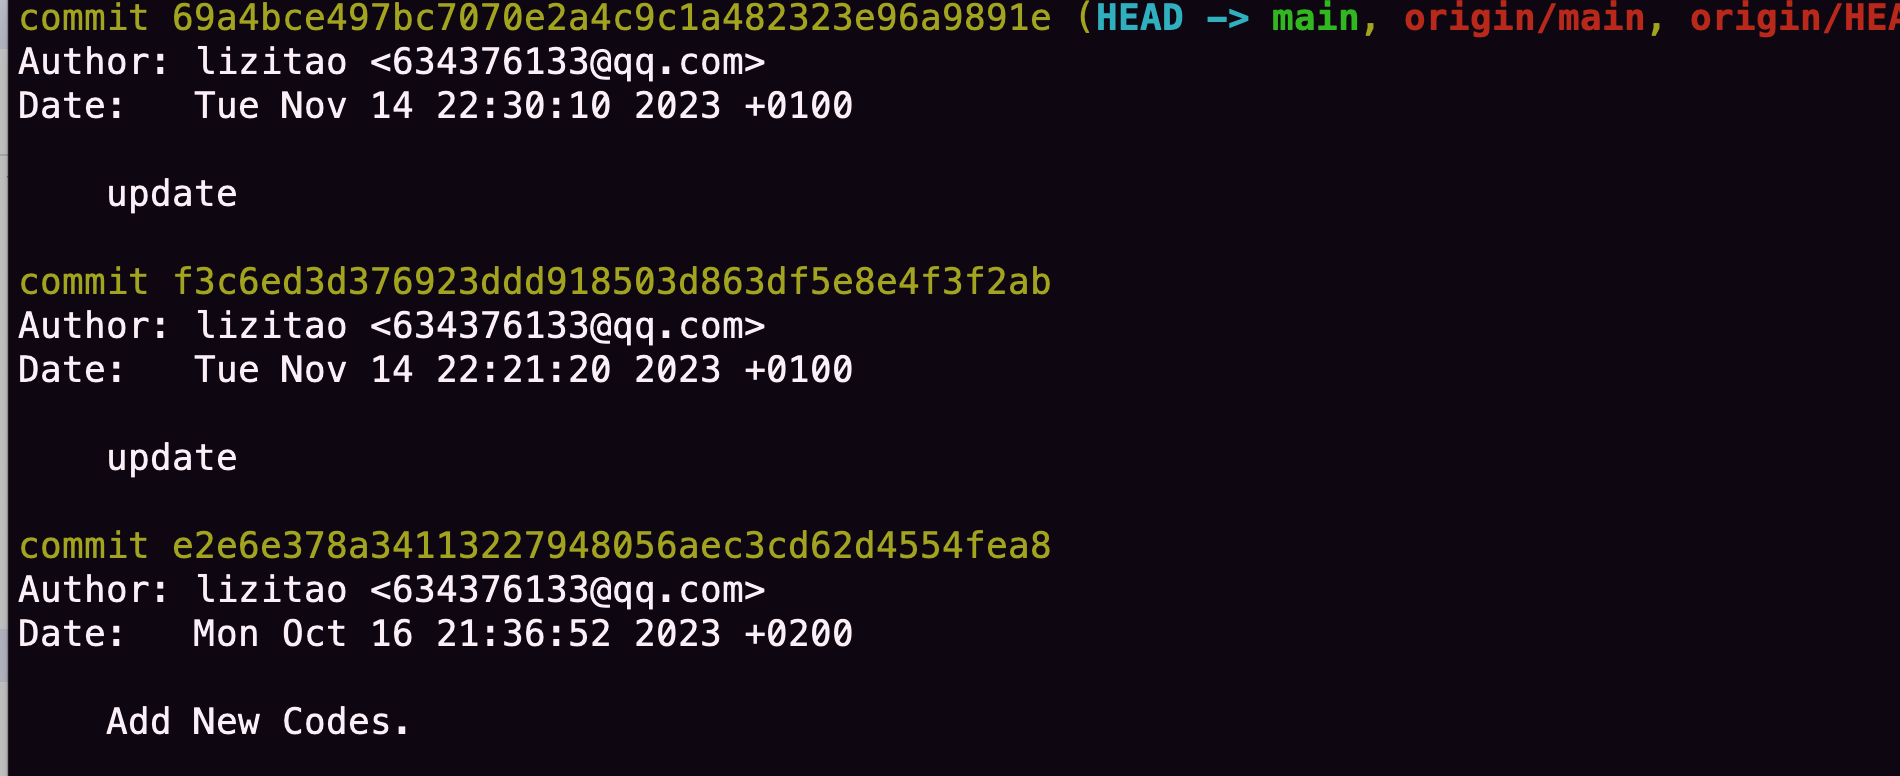 commit 69a4bce497bc7070e2a4c9c1a482323e96a9891e (HEAD -> main, origin/main, origin/HEA
Author: lizitao <634376133@qq.com>
Date:   Tue Nov 14 22:30:10 2023 +0100
    update
commit f3c6ed3d376923ddd918503d863df5e8e4f3f2ab
Author: lizitao <634376133@qq.com>
Date:   Tue Nov 14 22:21:20 2023 +0100
    update
commit e2e6e378a34113227948056aec3cd62d4554fea8
Author: lizitao <634376133@qq.com>
Date:   Mon Oct 16 21:36:52 2023 +0200
    Add New Codes.